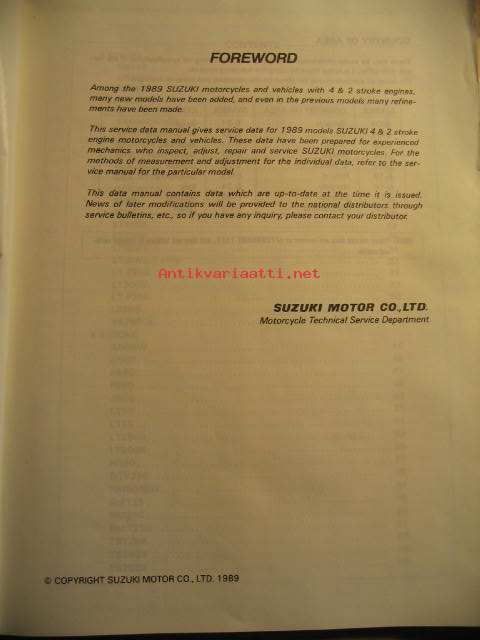 FOREWORD
Among the 1989 SUZUKI motorcycles and vehicles with 4 & 2 stroke engines,
many new models have been added, and even in the previous models many refine-
ments have been made.
This service data manual gives service data for 1989 models SUZUKI 4 & 2 stroke
engine motorcycles and vehicles. These data have been prepared for experienced
mechanics who inspect, adjust, repair and service SUZUKI motorcycles. For the
methods of measurement and adjustment for the individual data, refer to the ser-
vice manual for the particular model.
This data manual contains data which are up-to-date at the time it is issued.
News of later modifications will be provided to the national distributors through
service bulletins, etc., so if you have any inquiry, please contact your distributor.
Antikvariaatti.net
SUZUKI MOTOR CO.,LTD.
Motorcycle Technical Service Department
© COPYRIGHT SUZUKI MOTOR CO., LTD. 1989